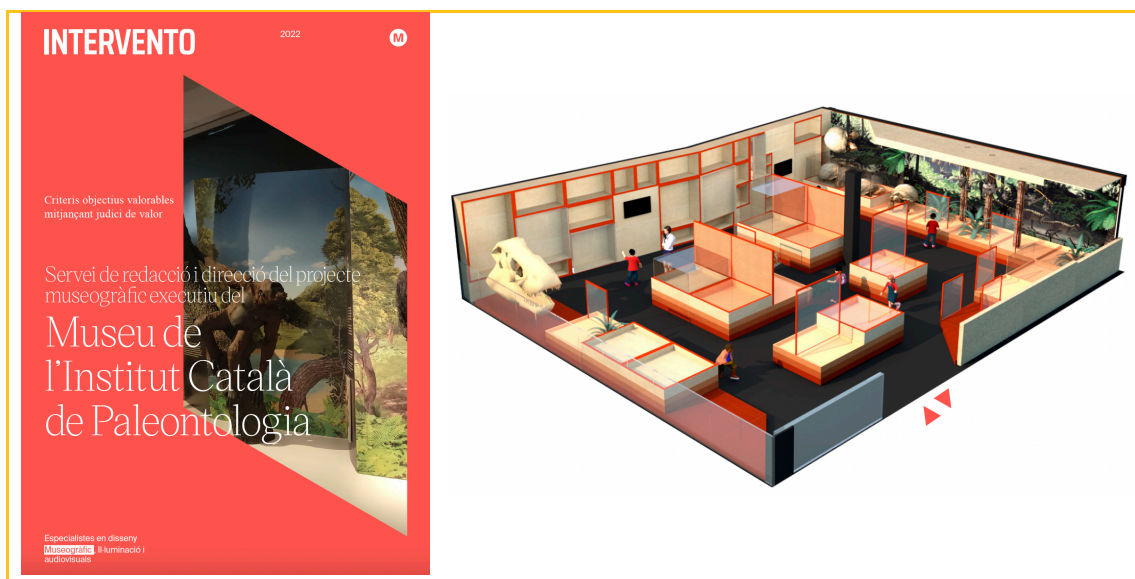 INTERVENTO
2022
M
Criteris objectius valorables
mitjançant judici de valor
Servei de redacció i direcció del projecte
museogràfic executiu del
Museu de
l’Institut Català
de Paleontologia
Especialistes en disseny
Museogràfic, Il·luminació i
audiovisuals